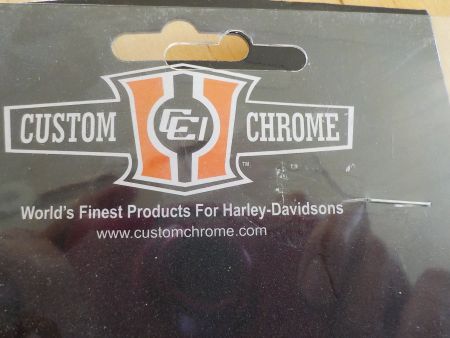 CUSTOM CCI CHROME
TM
World's Finest Products For Harley-Davidsons
www.customchrome.com